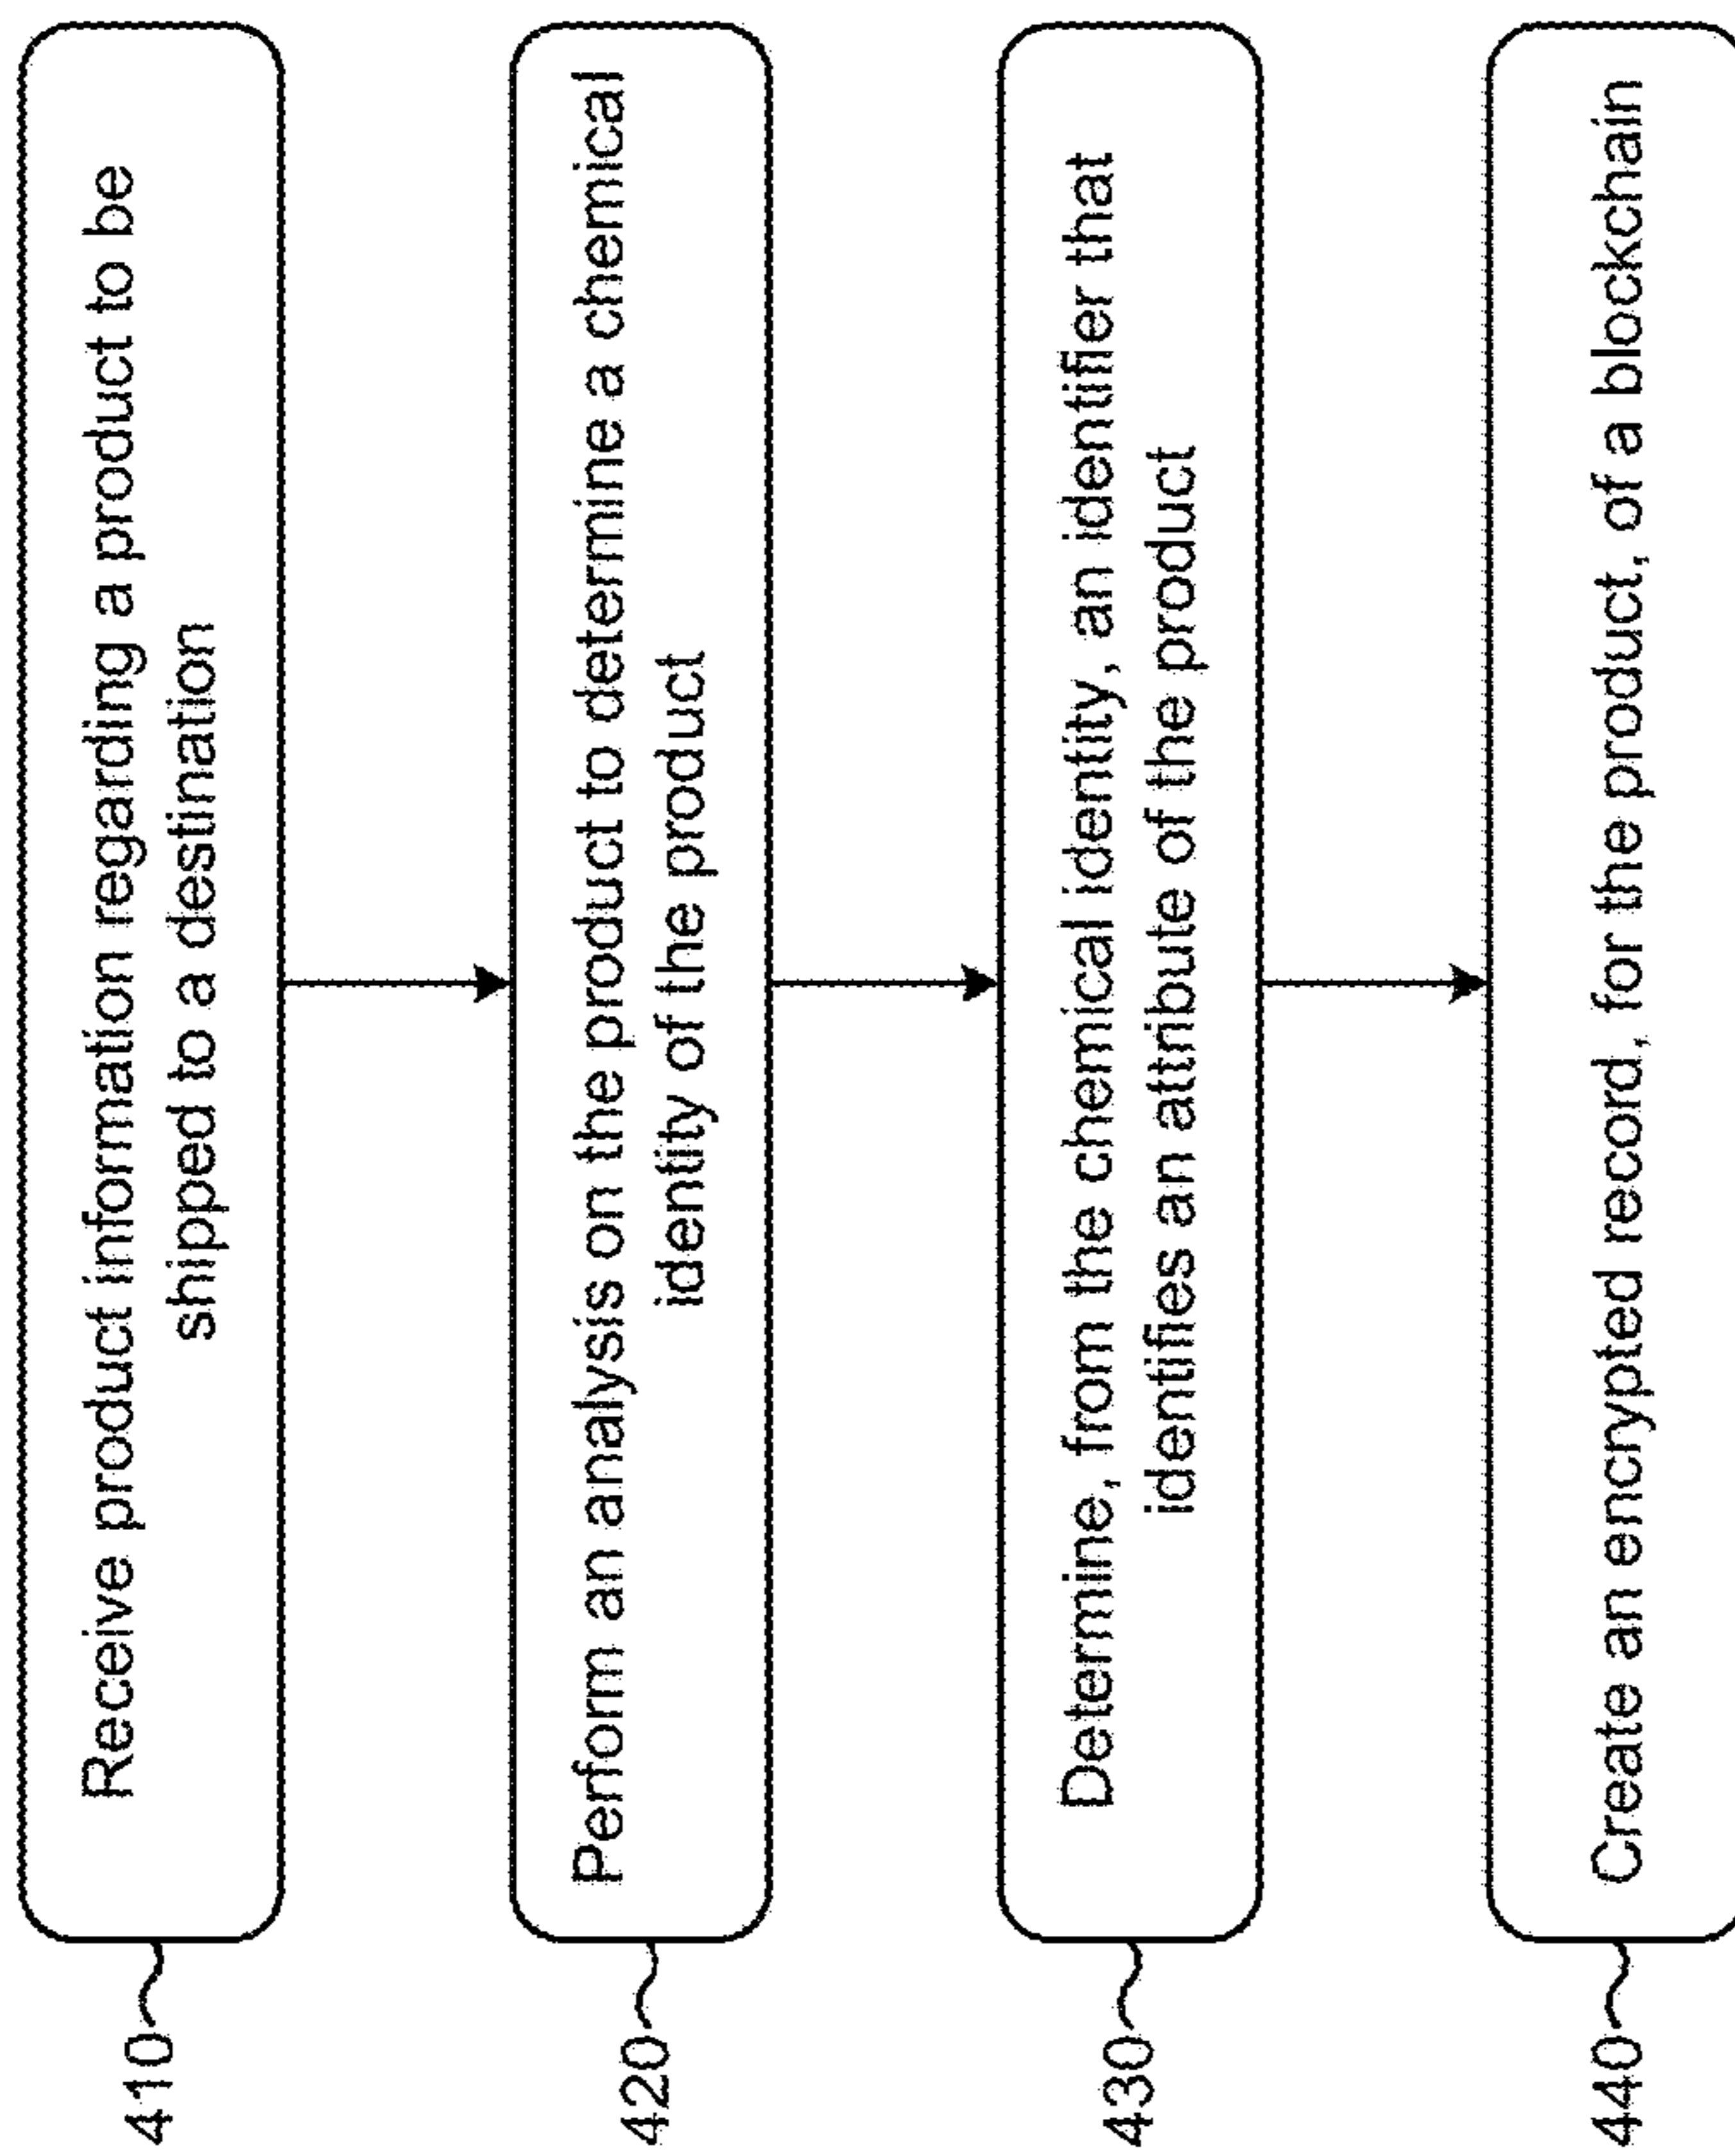 410
Receive product information regarding a product to be
shipped to a destination
420
Perform an analysis on the product to determine a chemical
identity of the product
430
Determine, from the chemical identity, an identifier that
identifies an attribute of the product
440
Create an encrypted record, for the product, of a blockchain